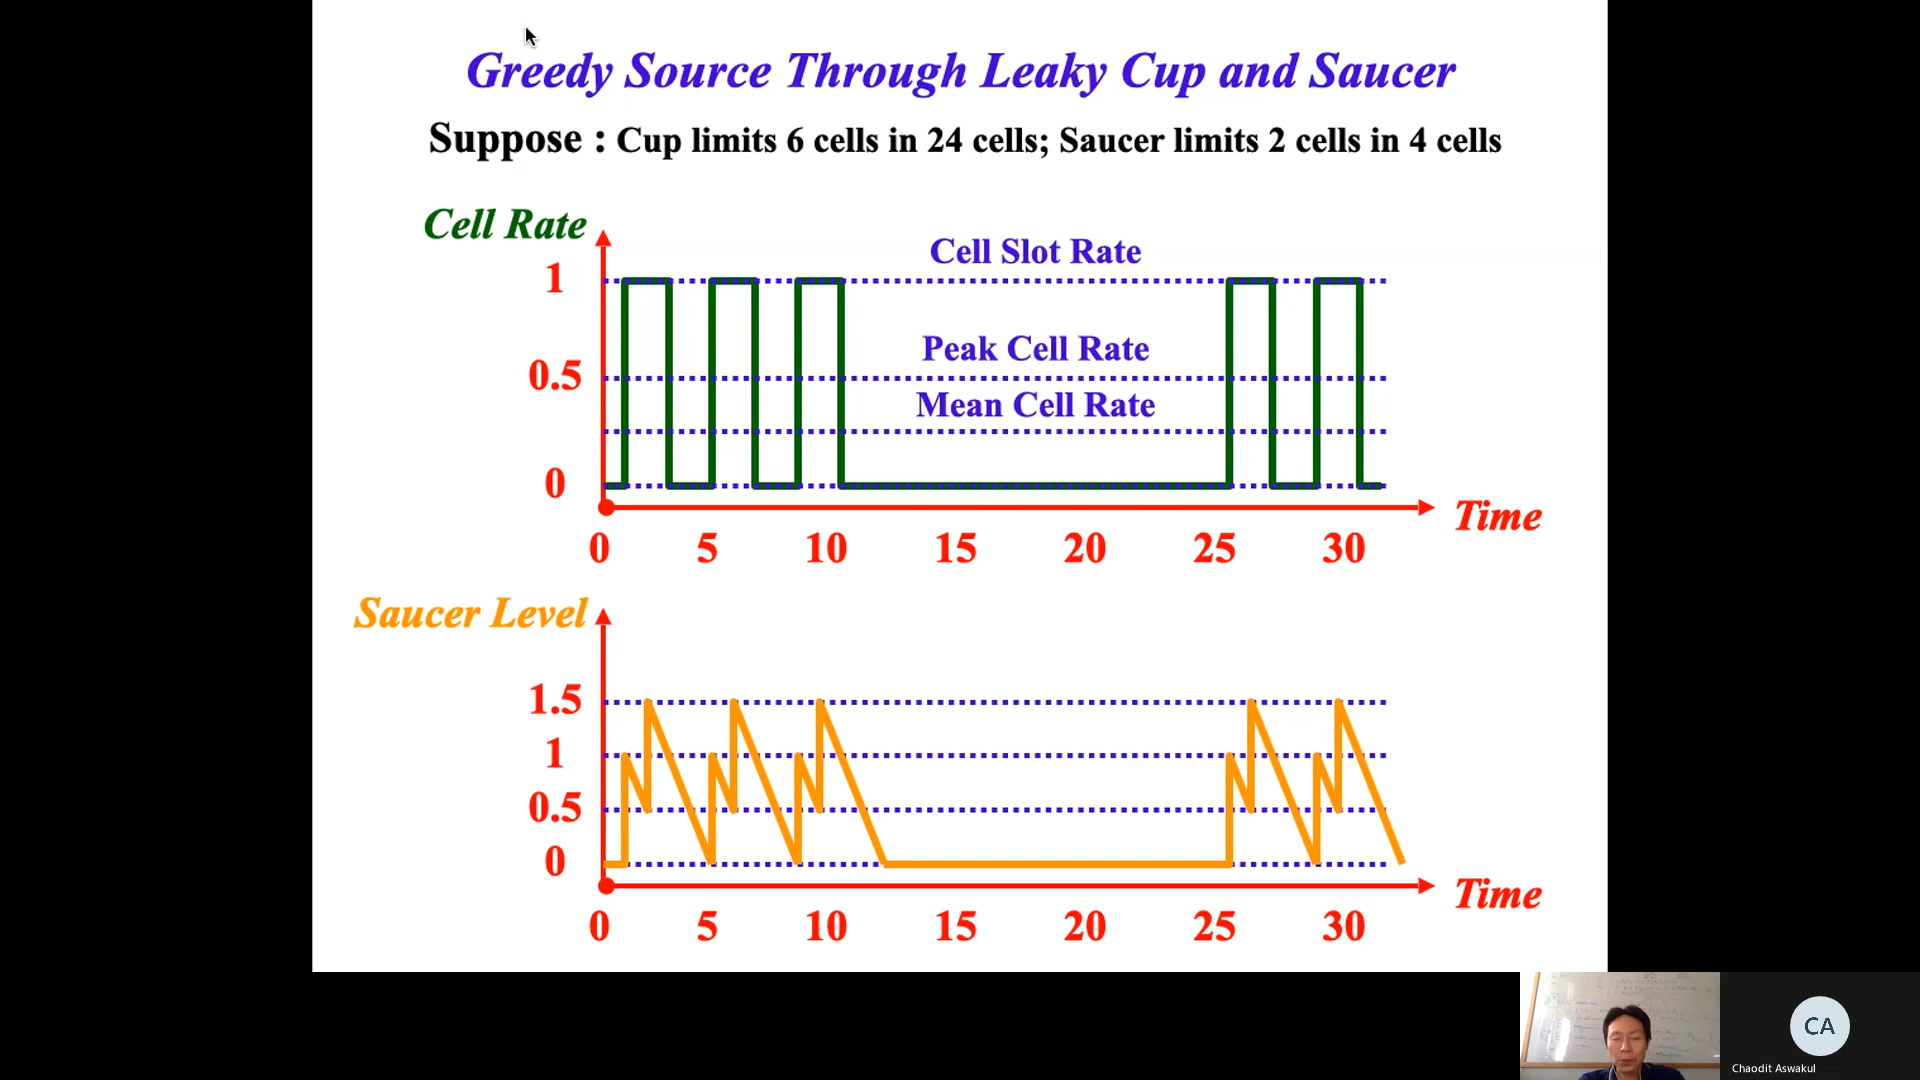 Greedy Source Through Leaky Cup and Saucer
Suppose : Cup limits 6 cells in 24 cells; Saucer limits 2 cells in 4 cells
Cell Rate
Cell Slot Rate
1
Peak Cell Rate
0.5
Mean Cell Rate
0
Time
0 5 10 15 20 25 30
Saucer Level
1.5
1
0.5
0
Time
0 5 10 15 20 25 30
CA
Chaodit Aswakul